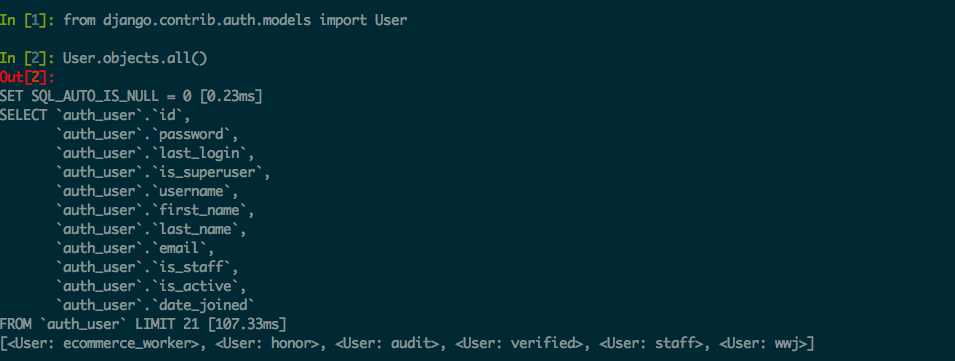 In [1]: from django.contrib.auth.models import User
In [2]: User.objects.all()
Out[2]:
SET SQL_AUTO_IS_NULL = 0 [0.23ms]
SELECT `auth_user`.`id`,
`auth_user`.`password`,
`auth_user`.`last_login`,
`auth_user`.`is_superuser`,
`auth_user`.`username`,
`auth_user`.`first_name`,
`auth_user`.`last_name`,
`auth_user`.`email`,
`auth_user`.`is_staff`,
`auth_user`.`is_active`,
`auth_user`.`date_joined`
FROM `auth_user` LIMIT 21 [107.33ms]
[<User: ecommerce_worker>, <User: honor>, <User: audit>, <User: verified>, <User: staff>, <User: wwj>]